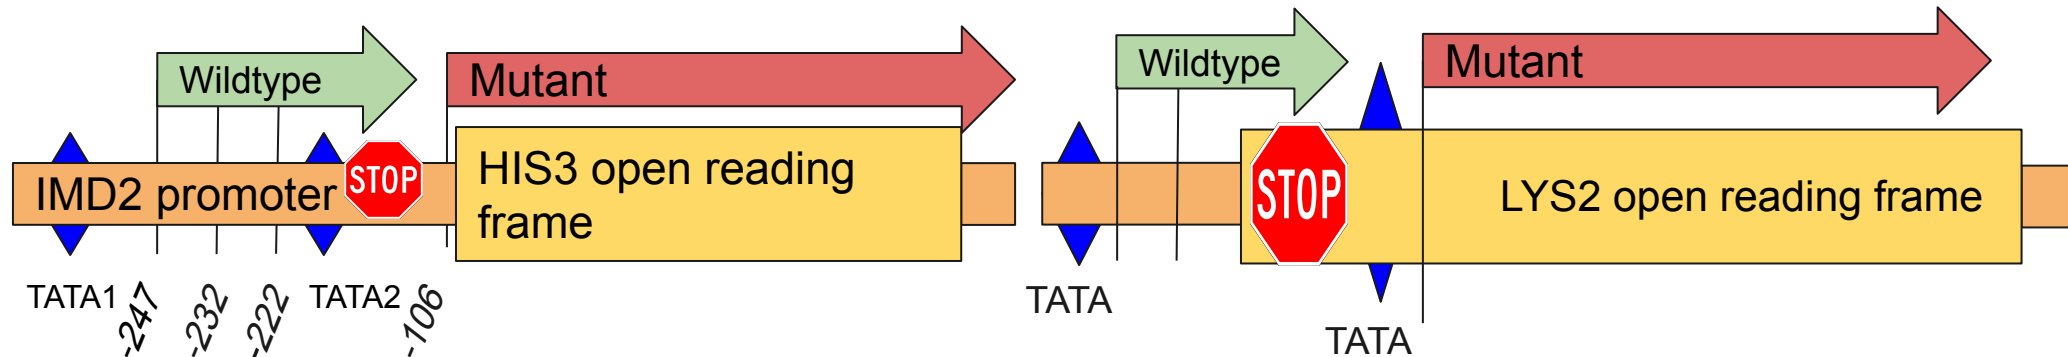 Wildtype
Mutant
IMD2 promoter
STOP
HIS3 open reading
frame
TATA1
-247
-232
-222
TATA2
-106
Wildtype
Mutant
STOP
LYS2 open reading frame
TATA
TATA